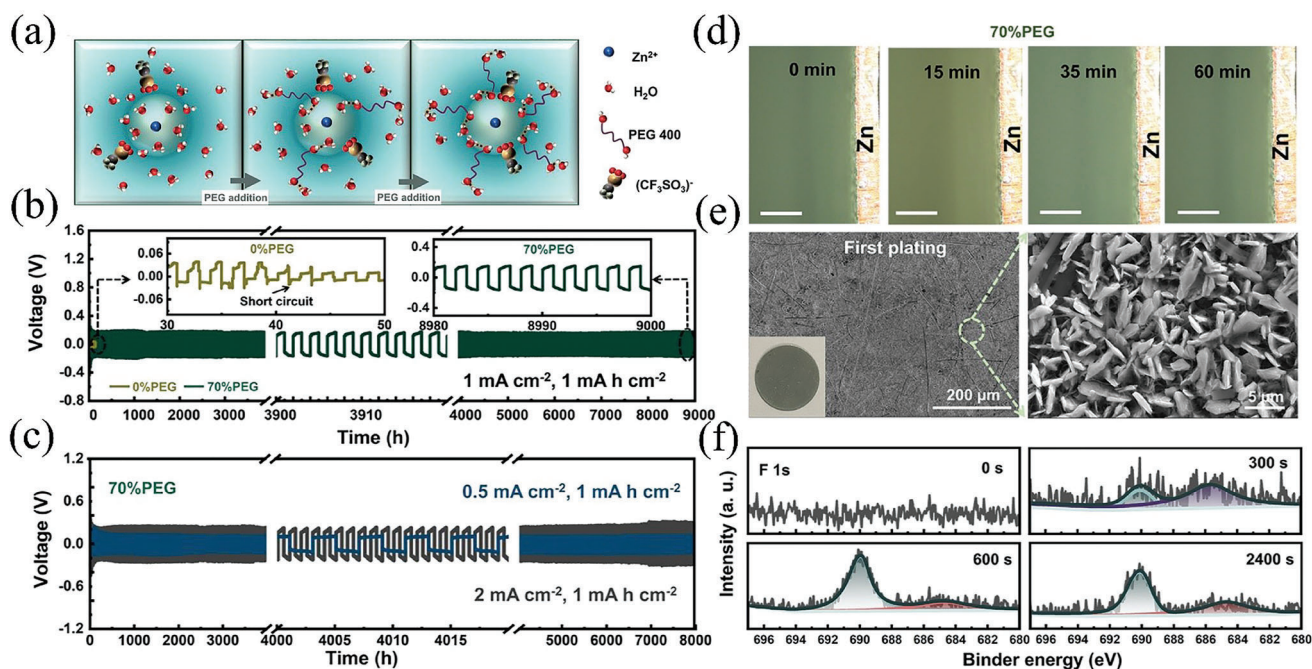 (a)
Zn²⁺
H₂O
PEG 400
(CF₃SO₃)⁻
PEG addition
PEG addition
(b)
Voltage (V)
1.6
1.2
0.8
0.4
0.0
-0.4
-0.8
0%PEG
0.06
0.00
-0.06
Short circuit
30 40 50
70%PEG
0.4
0.0
-0.4
8980 8990 9000
0%PEG 70%PEG
1 mA cm⁻², 1 mA h cm⁻²
0 1000 2000 3000 3900 3910 4000 5000 6000 7000 8000 9000
Time (h)
(c)
Voltage (V)
1.2
0.6
0.0
-0.6
-1.2
70%PEG
0.5 mA cm⁻², 1 mA h cm⁻²
2 mA cm⁻², 1 mA h cm⁻²
0 1000 2000 3000 4000 4005 4010 4015 5000 6000 7000 8000
Time (h)
(d)
70%PEG
0 min
15 min
35 min
60 min
Zn
Zn
Zn
Zn
(e)
First plating
200 μm
5 μm
(f)
Intensity (a. u.)
F 1s
0 s
300 s
600 s
2400 s
696 694 692 690 688 686 684 682 680
696 694 692 690 688 686 684 682 680
Binder energy (eV)